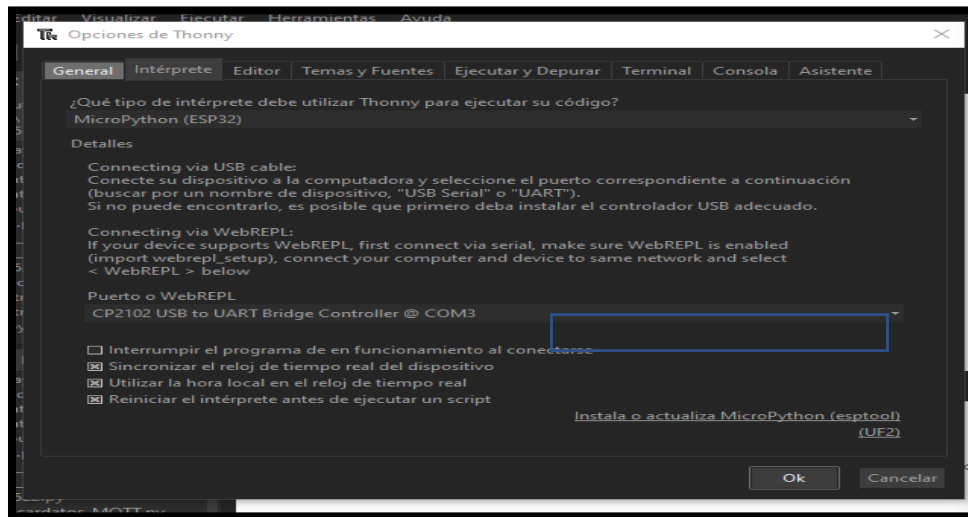 Editar Visualizar Ejecutar Herramientas Ayuda
Opciones de Thonny
General Intérprete Editor Temas y Fuentes Ejecutar y Depurar Terminal Consola Asistente
¿Qué tipo de intérprete debe utilizar Thonny para ejecutar su código?
MicroPython (ESP32)
Detalles
Connecting via USB cable:
Conecte su dispositivo a la computadora y seleccione el puerto correspondiente a continuación
(buscar por un nombre de dispositivo, "USB Serial" o "UART").
Si no puede encontrarlo, es posible que primero deba instalar el controlador USB adecuado.
Connecting via WebREPL:
If your device supports WebREPL, first connect via serial, make sure WebREPL is enabled
(import webrepl_setup), connect your computer and device to same network and select
< WebREPL > below
Puerto o WebREPL
CP2102 USB to UART Bridge Controller @ COM3
Interrumpir el programa de en funcionamiento al conectarse
Sincronizar el reloj de tiempo real del dispositivo
Utilizar la hora local en el reloj de tiempo real
Reiniciar el intérprete antes de ejecutar un script
Instala o actualiza MicroPython (esptool)
(UF2)
Ok Cancelar